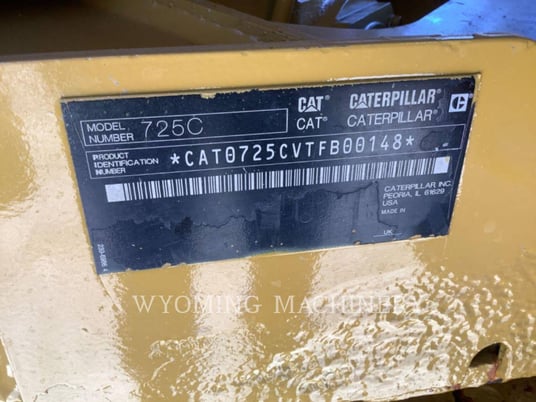 CAT CATERPILLAR C
CAT® CATERPILLAR®
MODEL NUMBER 725C
PRODUCT IDENTIFICATION NUMBER *CAT0725CVTFB00148*
CATERPILLAR, INC.
PEORIA, IL 61629
USA
MADE IN
UK
WYOMING MACHINERY